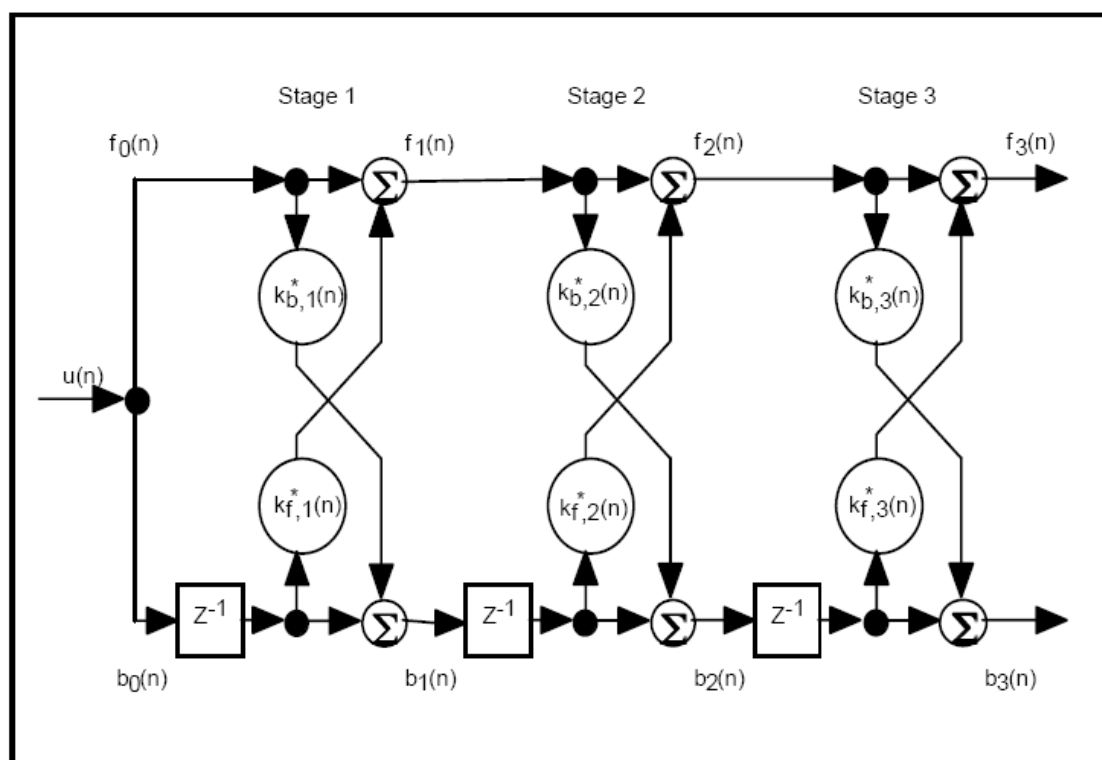 Stage 1 Stage 2 Stage 3
f0(n) f1(n) f2(n) f3(n)
Σ Σ Σ
k*b,1(n) k*b,2(n) k*b,3(n)
u(n)
k*f,1(n) k*f,2(n) k*f,3(n)
Z-1 Σ Z-1 Σ Z-1 Σ
b0(n) b1(n) b2(n) b3(n)